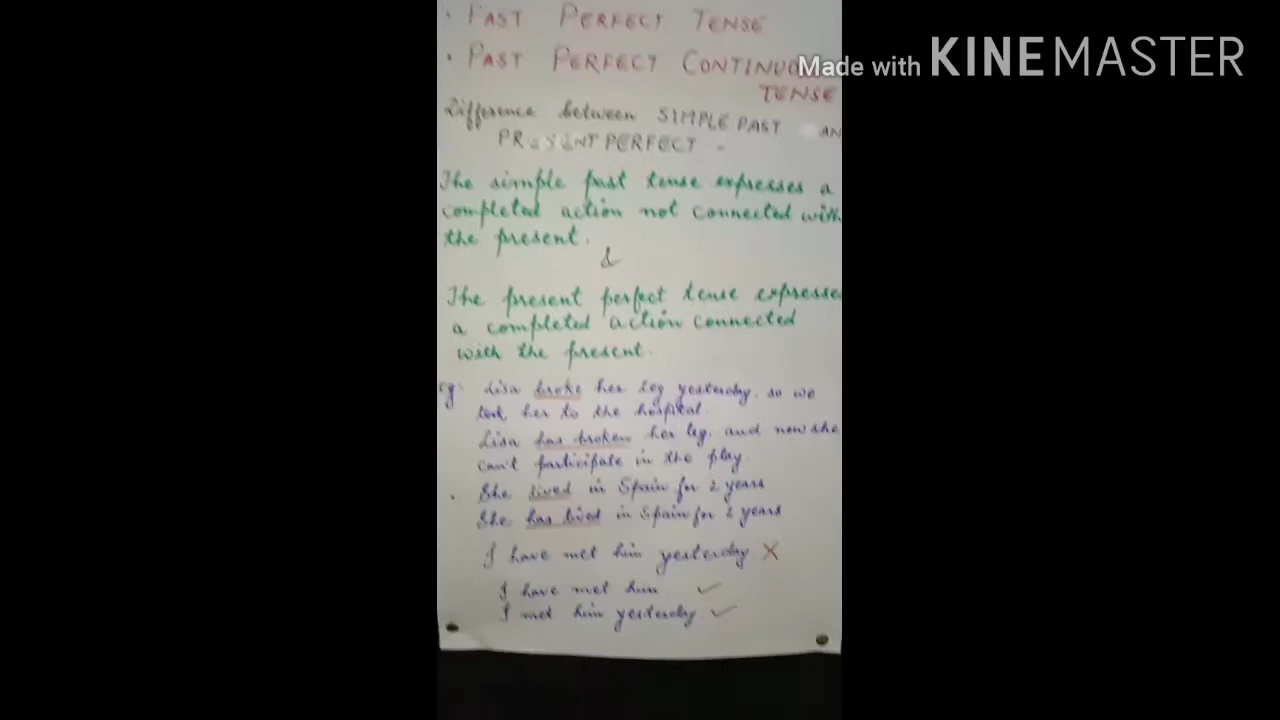 • PAST PERFECT TENSE
• PAST PERFECT CONTINUO
TENSE
Made with KINEMASTER
Difference between SIMPLE PAST AN
PRESENT PERFECT -
The simple past tense expresses a
completed action not connected with
the present.
&
The present perfect tense expresse
a completed action connected
with the present.
eg. Lisa broke her leg yesterday, so we
took her to the hospital.
Lisa has broken her leg, and now she
can't participate in the play.
• She lived in Spain for 2 years
She has lived in Spain for 2 years
I have met him yesterday X
I have met him ✓
I met him yesterday. ✓